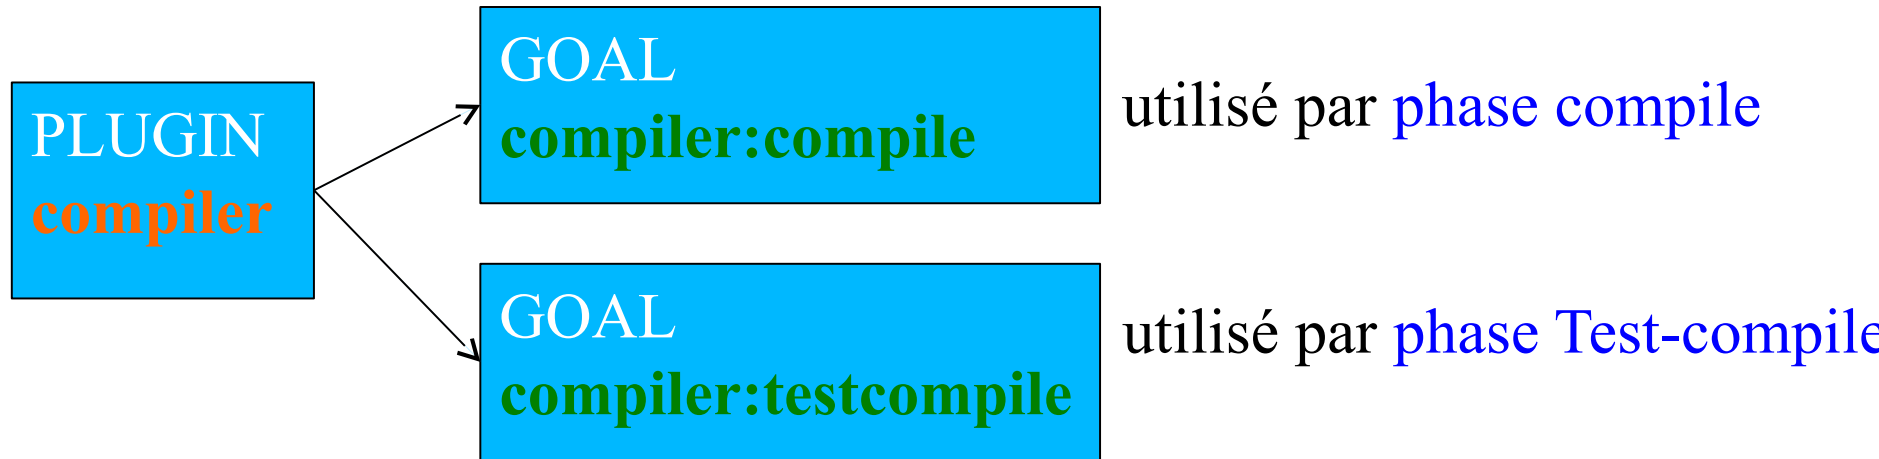 PLUGIN
compiler
GOAL
compiler:compile
utilisé par phase compile
GOAL
compiler:testcompile
utilisé par phase Test-compile